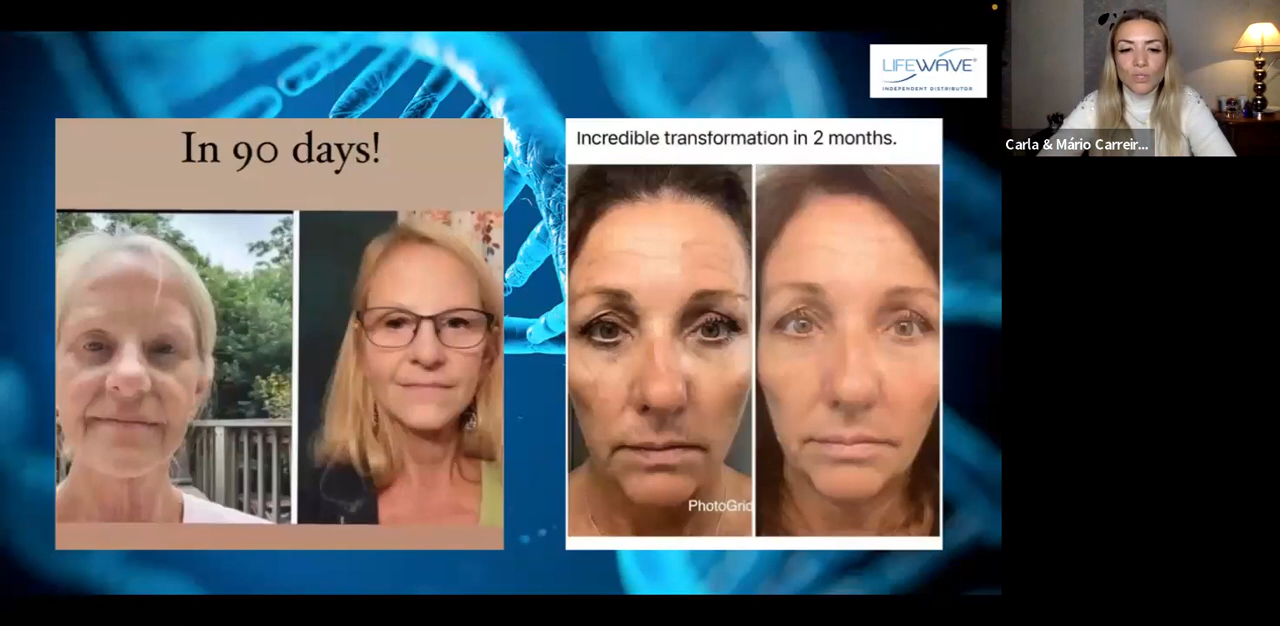 LIFEWAVE®
INDEPENDENT DISTRIBUTOR
In 90 days!
Incredible transformation in 2 months.
PhotoGrid
Carla & Mário Carreir...